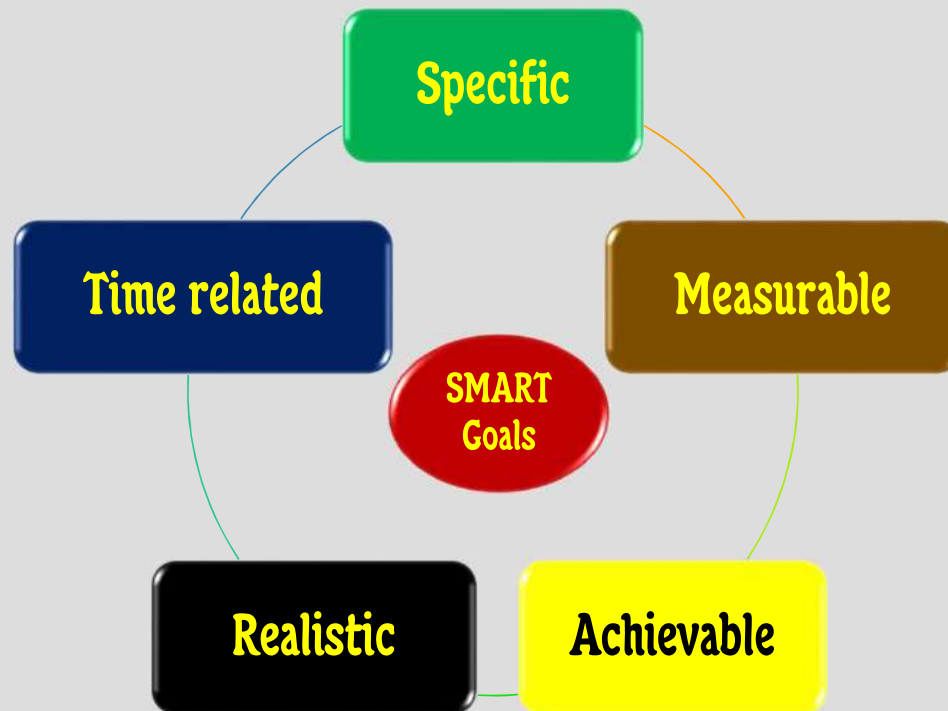 Specific
Time related
Measurable
SMART
Goals
Realistic
Achievable